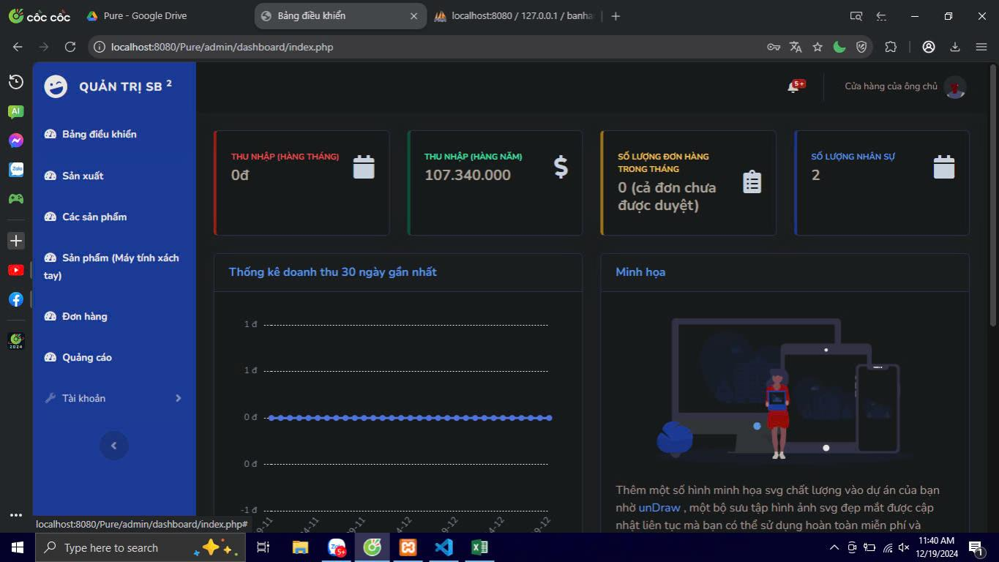 cốc cốc
Pure - Google Drive
Bảng điều khiển
localhost:8080 / 127.0.0.1 / banha
localhost:8080/Pure/admin/dashboard/index.php
QUẢN TRỊ SB 2
5+
Cửa hàng của ông chủ
AI
Zalo
2024
Bảng điều khiển
Sản xuất
Các sản phẩm
Sản phẩm (Máy tính xách
tay)
Đơn hàng
Quảng cáo
Tài khoản
THU NHẬP (HÀNG THÁNG)
0đ
THU NHẬP (HÀNG NĂM)
107.340.000
SỐ LƯỢNG ĐƠN HÀNG
TRONG THÁNG
0 (cả đơn chưa
được duyệt)
SỐ LƯỢNG NHÂN SỰ
2
Thống kê doanh thu 30 ngày gần nhất
1 đ
1 đ
0 đ
0 đ
-1 đ
9-11
4-11
9-11
4-12
9-12
4-12
9-12
Minh họa
Thêm một số hình minh họa svg chất lượng vào dự án của bạn
nhờ unDraw , một bộ sưu tập hình ảnh svg đẹp mắt được cập
nhật liên tục mà bạn có thể sử dụng hoàn toàn miễn phí và
localhost:8080/Pure/admin/dashboard/index.php#
Type here to search
Zalo
5+
11:40 AM
12/19/2024
1